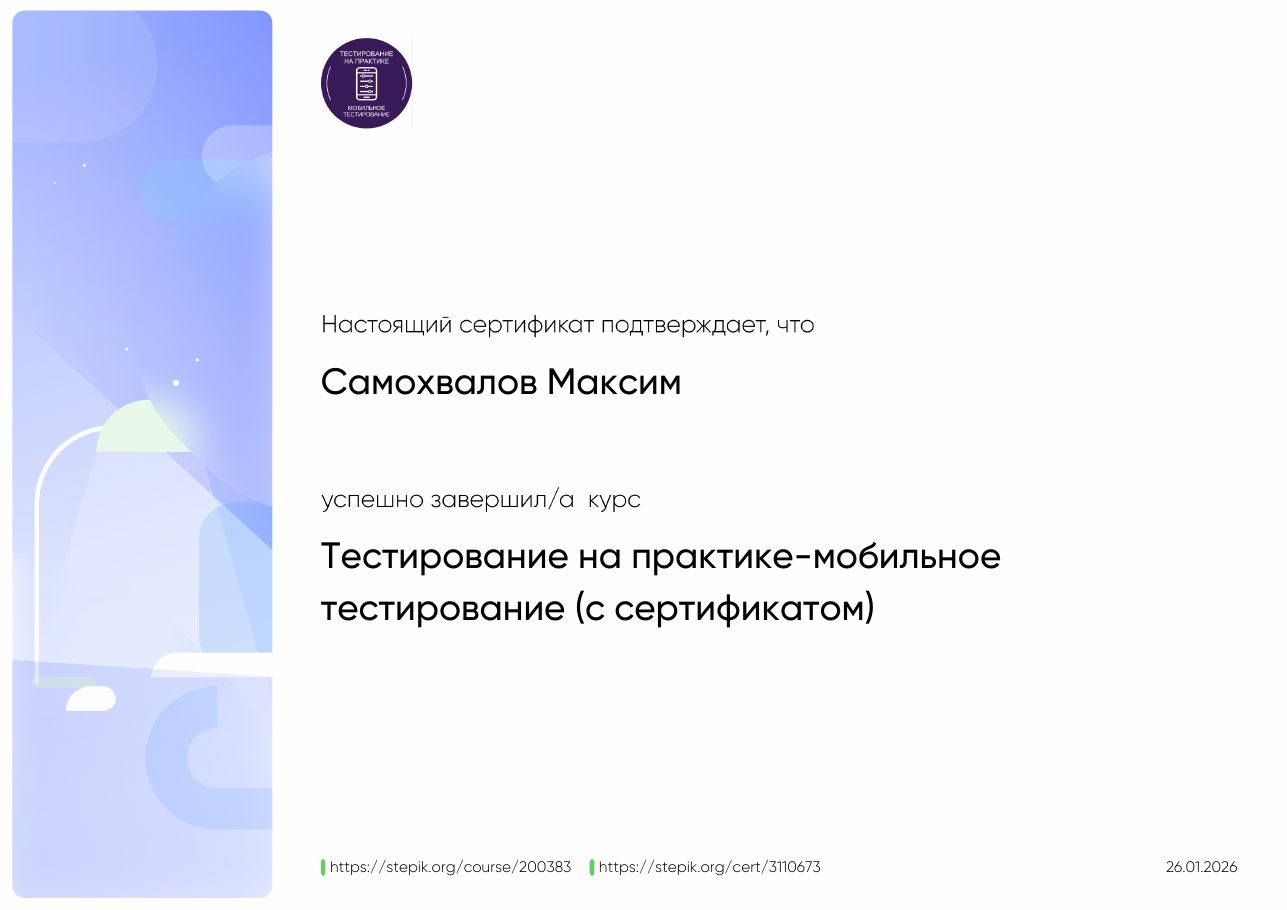 ТЕСТИРОВАНИЕ
НА ПРАКТИКЕ
МОБИЛЬНОЕ
ТЕСТИРОВАНИЕ
Настоящий сертификат подтверждает, что
Самохвалов Максим
успешно завершил/а курс
Тестирование на практике-мобильное
тестирование (с сертификатом)
https://stepik.org/course/200383 https://stepik.org/cert/3110673 26.01.2026